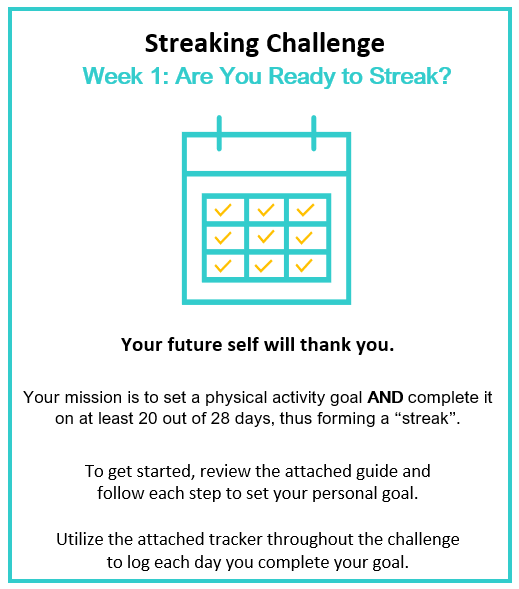 Streaking Challenge
Week 1: Are You Ready to Streak?
Your future self will thank you.
Your mission is to set a physical activity goal AND complete it
on at least 20 out of 28 days, thus forming a “streak”.
To get started, review the attached guide and
follow each step to set your personal goal.
Utilize the attached tracker throughout the challenge
to log each day you complete your goal.